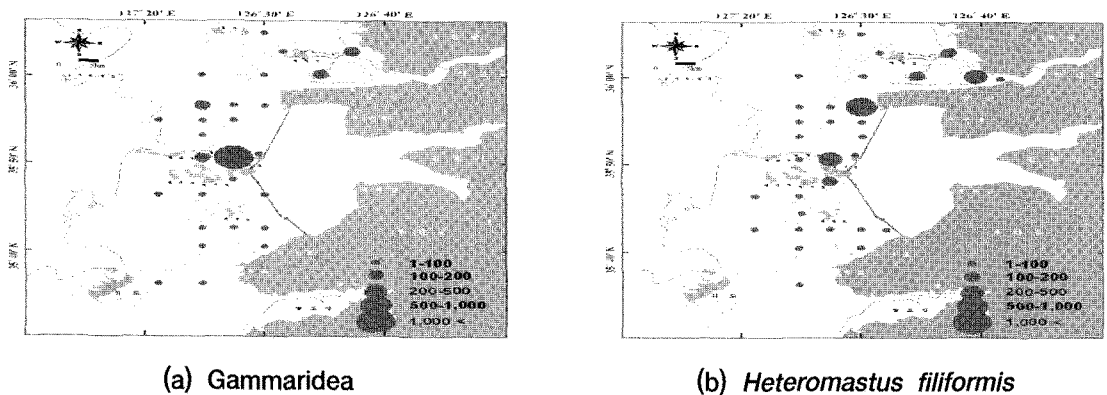 127° 20' E 126° 30' E 126° 40' E
36° 00' N
35° 50' N
35° 40' N
1-100
100-200
200-500
500-1,000
1,000 <
(a) Gammaridea
127° 20' E 126° 30' E 126° 40' E
36° 00' N
35° 50' N
35° 40' N
1-100
100-200
200-500
500-1,000
1,000 <
(b) Heteromastus filiformis